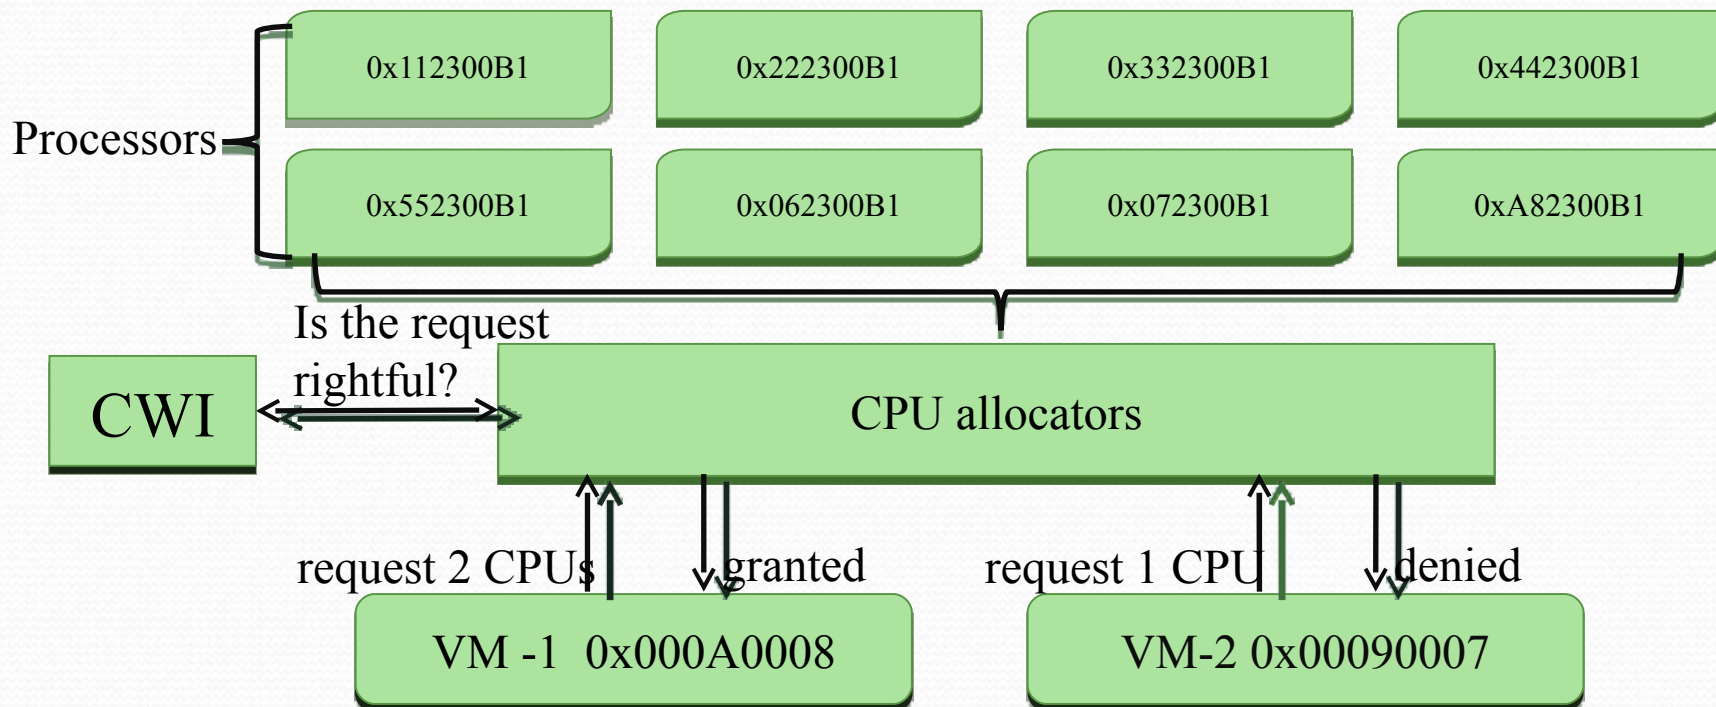 0x112300B1
0x222300B1
0x332300B1
0x442300B1
Processors
0x552300B1
0x062300B1
0x072300B1
0xA82300B1
Is the request
rightful?
CWI
CPU allocators
request 2 CPUs
granted
request 1 CPU
denied
VM -1 0x000A0008
VM-2 0x00090007